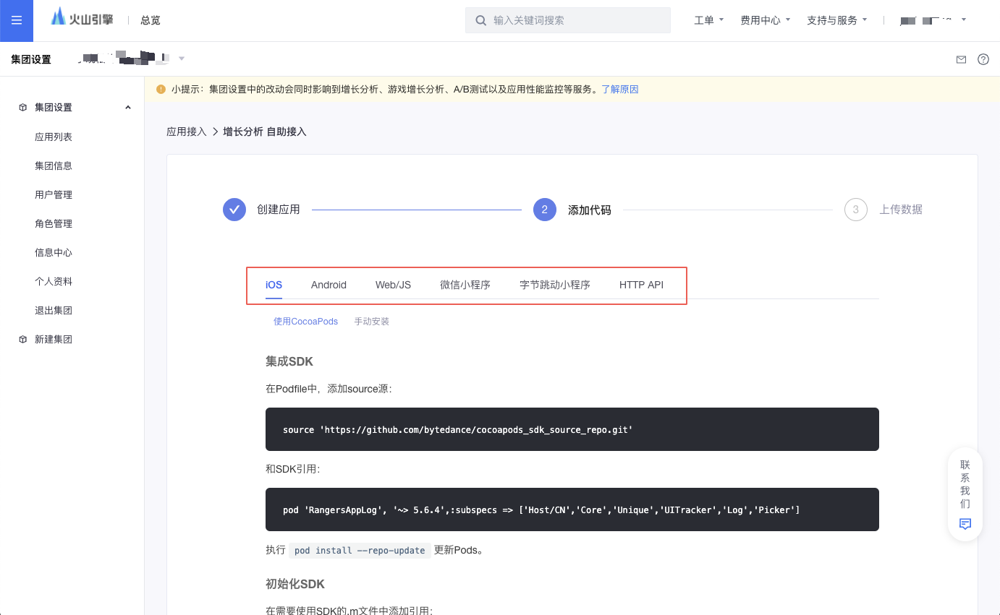 火山引擎
总览
输入关键词搜索
工单
费用中心
支持与服务
集团设置
小提示：集团设置中的改动会同时影响到增长分析、游戏增长分析、A/B测试以及应用性能监控等服务。了解原因
集团设置
应用列表
集团信息
用户管理
角色管理
信息中心
个人资料
退出集团
新建集团
应用接入 > 增长分析 自助接入
创建应用
2 添加代码
3 上传数据
iOS Android Web/JS 微信小程序 字节跳动小程序 HTTP API
使用CocoaPods 手动安装
集成SDK
在Podfile中，添加source源：
source 'https://github.com/bytedance/cocoapods_sdk_source_repo.git'
和SDK引用：
pod 'RangersAppLog', '~> 5.6.4',:subspecs => ['Host/CN','Core','Unique','UITracker','Log','Picker']
执行 pod install --repo-update 更新Pods。
初始化SDK
在需要使用SDK的.m文件中添加引用：
联系我们